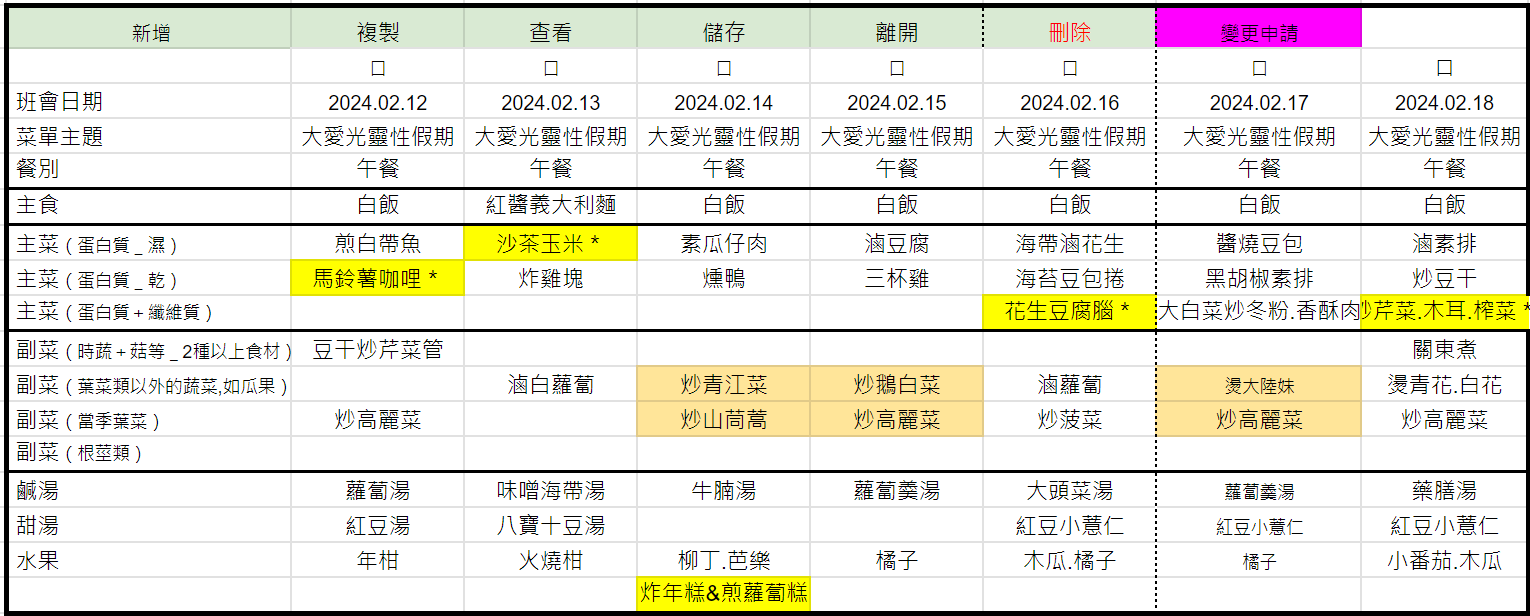 新增 複製 查看 儲存 離開 刪除 變更申請
□ □ □ □ □ □ □
班會日期 2024.02.12 2024.02.13 2024.02.14 2024.02.15 2024.02.16 2024.02.17 2024.02.18
菜單主題 大愛光靈性假期 大愛光靈性假期 大愛光靈性假期 大愛光靈性假期 大愛光靈性假期 大愛光靈性假期 大愛光靈性假期
餐別 午餐 午餐 午餐 午餐 午餐 午餐 午餐
主食 白飯 紅醬義大利麵 白飯 白飯 白飯 白飯 白飯
主菜 ( 蛋白質 _ 濕 ) 煎白帶魚 沙茶玉米 * 素瓜仔肉 滷豆腐 海帶滷花生 醬燒豆包 滷素排
主菜 ( 蛋白質 _ 乾 ) 馬鈴薯咖哩 * 炸雞塊 燻鴨 三杯雞 海苔豆包捲 黑胡椒素排 炒豆干
主菜 ( 蛋白質 + 纖維質 ) 花生豆腐腦 * 大白菜炒冬粉.香酥肉 炒芹菜.木耳.榨菜 *
副菜 ( 時蔬 + 菇等 _ 2種以上食材 ) 豆干炒芹菜管 關東煮
副菜 ( 葉菜類以外的蔬菜,如瓜果 ) 滷白蘿蔔 炒青江菜 炒鵝白菜 滷蘿蔔 燙大陸妹 燙青花.白花
副菜 ( 當季葉菜 ) 炒高麗菜 炒山茼蒿 炒高麗菜 炒菠菜 炒高麗菜 炒高麗菜
副菜 ( 根莖類 )
鹹湯 蘿蔔湯 味噌海帶湯 牛腩湯 蘿蔔羹湯 大頭菜湯 蘿蔔羹湯 藥膳湯
甜湯 紅豆湯 八寶十豆湯 紅豆小薏仁 紅豆小薏仁 紅豆小薏仁
水果 年柑 火燒柑 柳丁.芭樂 橘子 木瓜.橘子 橘子 小番茄.木瓜
炸年糕&煎蘿蔔糕